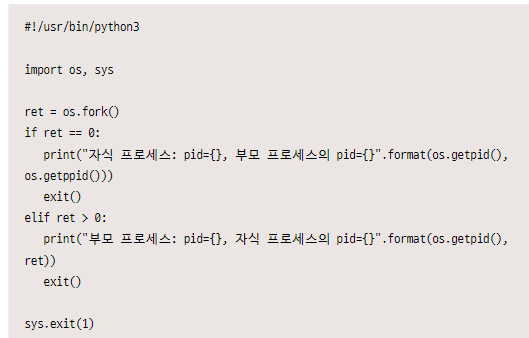 #!/usr/bin/python3
import os, sys
ret = os.fork()
if ret == 0:
print("자식 프로세스: pid={}, 부모 프로세스의 pid={}".format(os.getpid(),
os.getppid()))
exit()
elif ret > 0:
print("부모 프로세스: pid={}, 자식 프로세스의 pid={}".format(os.getpid(),
ret))
exit()
sys.exit(1)